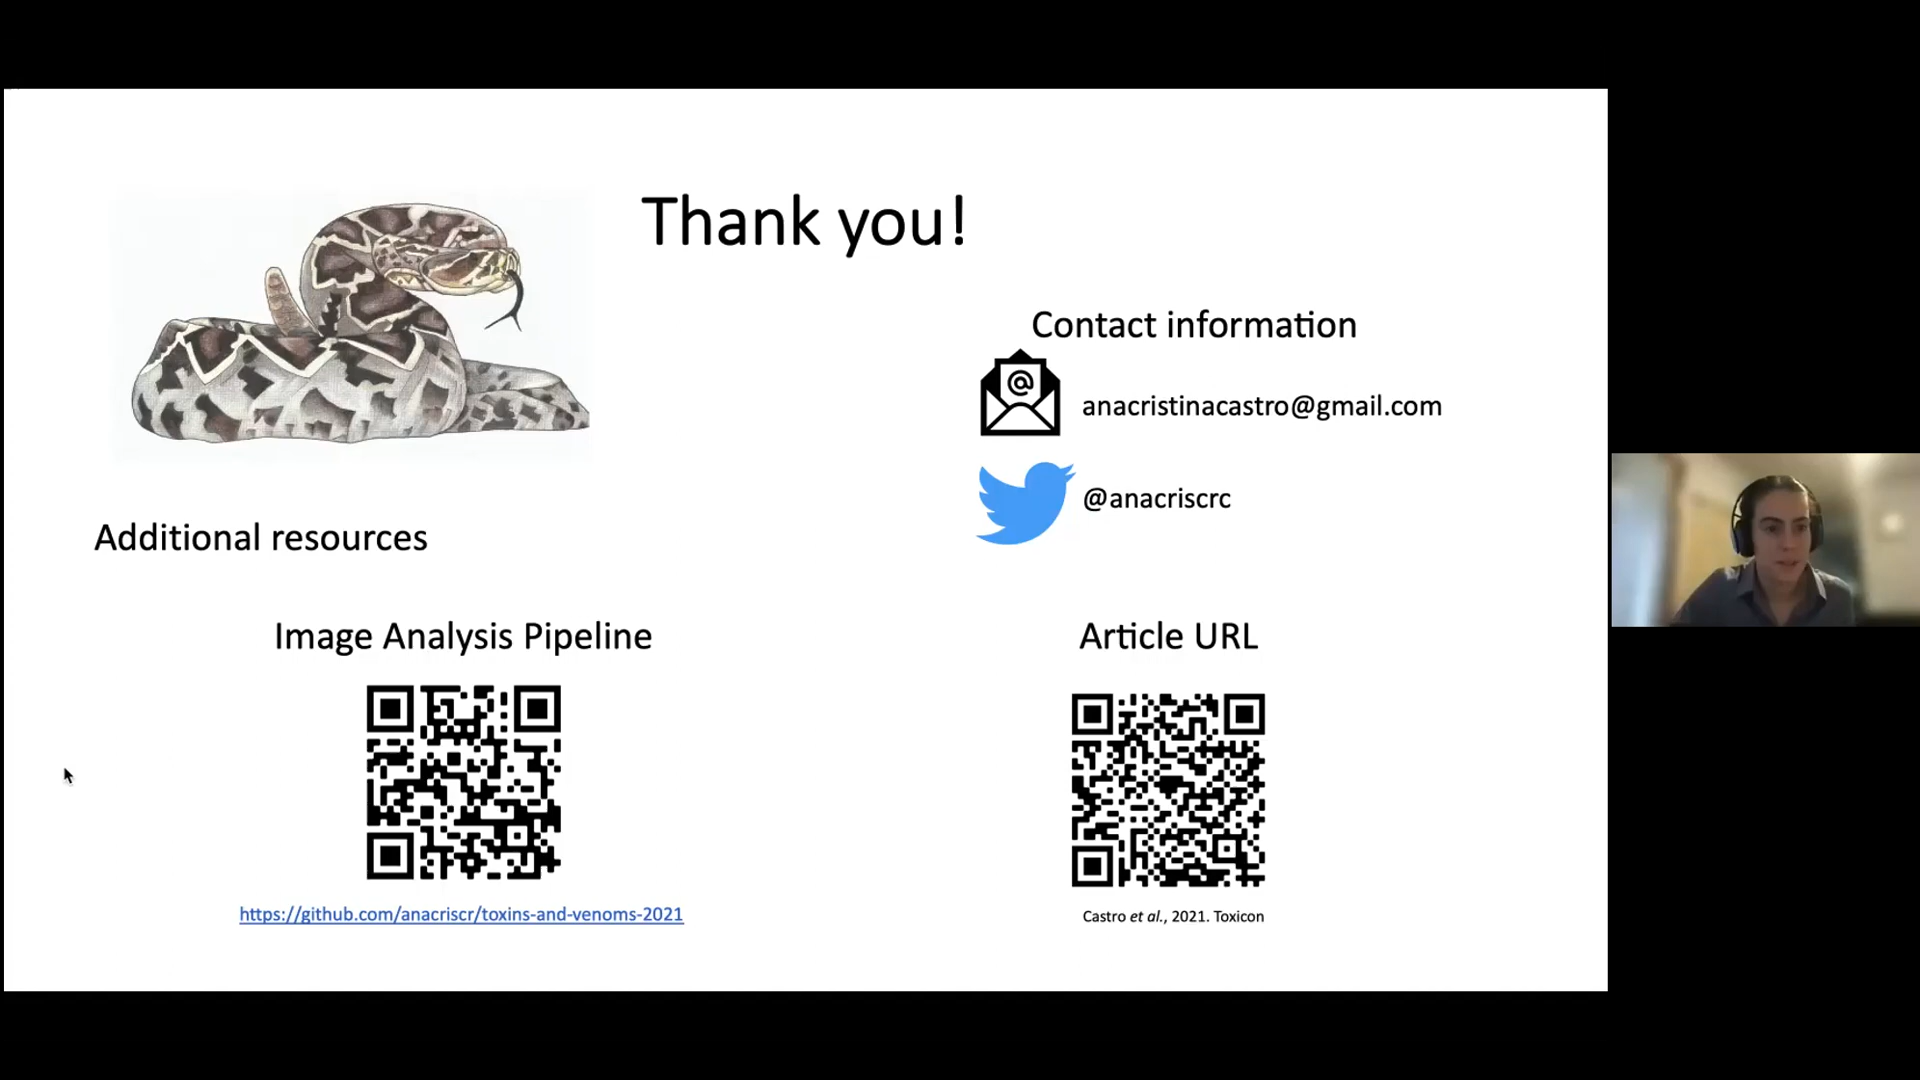 Thank you!
Contact information
@
anacristinacastro@gmail.com
@anacriscrc
Additional resources
Image Analysis Pipeline
Article URL
https://github.com/anacriscr/toxins-and-venoms-2021
Castro et al., 2021. Toxicon